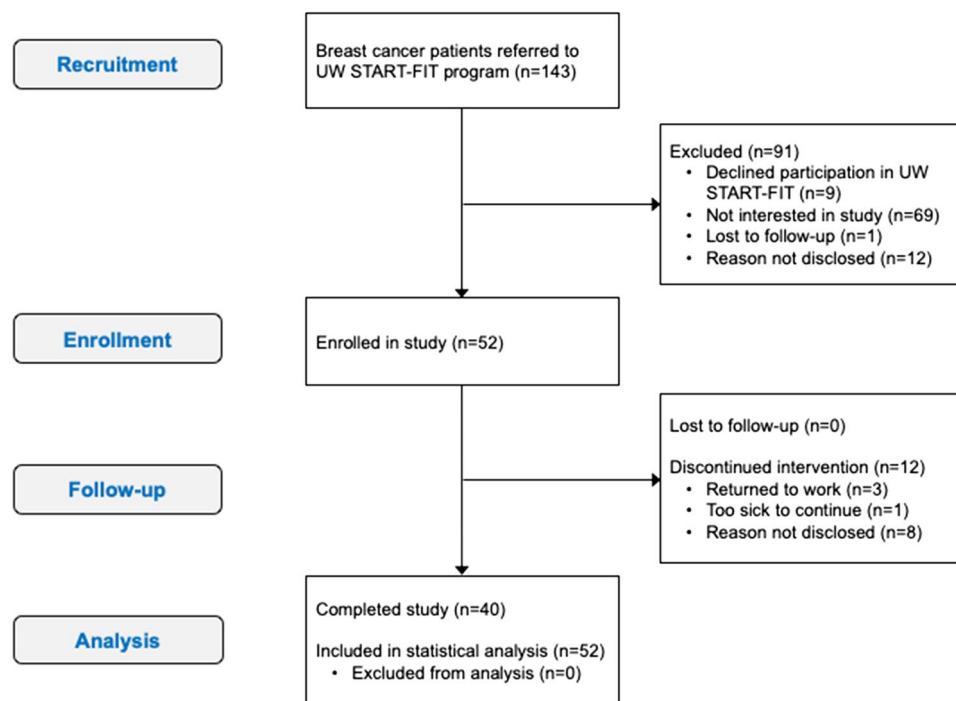 Recruitment
Breast cancer patients referred to
UW START-FIT program (n=143)
Excluded (n=91)
• Declined participation in UW
START-FIT (n=9)
• Not interested in study (n=69)
• Lost to follow-up (n=1)
• Reason not disclosed (n=12)
Enrollment
Enrolled in study (n=52)
Lost to follow-up (n=0)
Discontinued intervention (n=12)
• Returned to work (n=3)
• Too sick to continue (n=1)
• Reason not disclosed (n=8)
Follow-up
Analysis
Completed study (n=40)
Included in statistical analysis (n=52)
• Excluded from analysis (n=0)